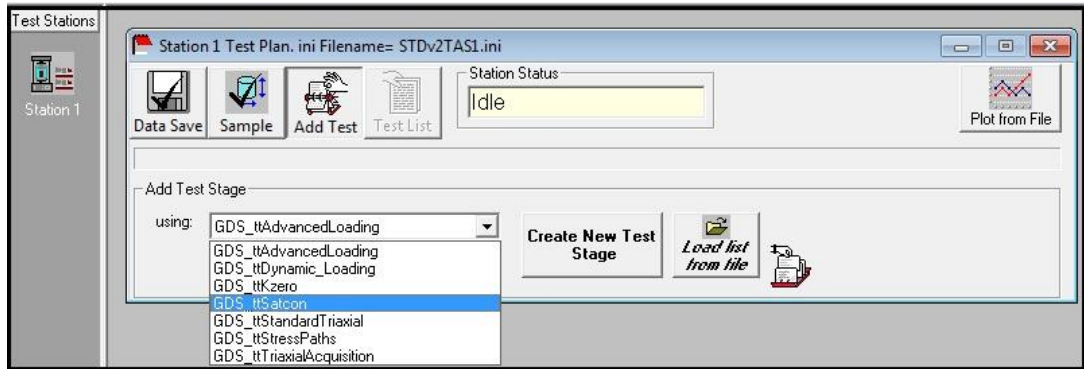 Test Stations
Station 1
Station 1 Test Plan. ini Filename= STDv2TAS1.ini
Data Save
Sample
Add Test
Test List
Station Status
Idle
Plot from File
Add Test Stage
using:
GDS_ttAdvancedLoading
GDS_ttAdvancedLoading
GDS_ttDynamic_Loading
GDS_ttKzero
GDS_ttSatcon
GDS_ttStandardTriaxial
GDS_ttStressPaths
GDS_ttTriaxialAcquisition
Create New Test
Stage
Load list
from file